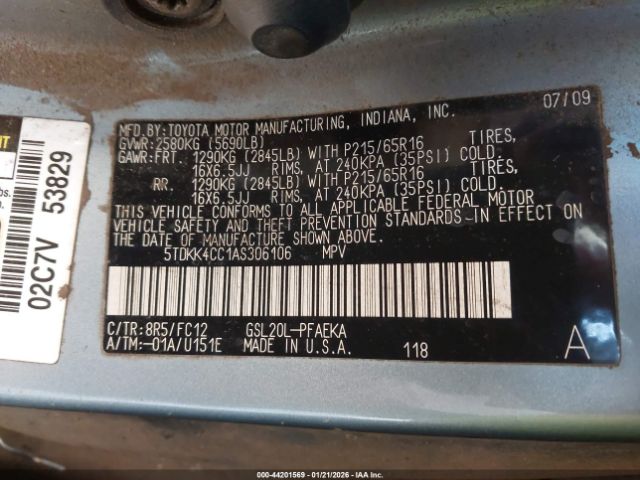 MFD.BY:TOYOTA MOTOR MANUFACTURING, INDIANA, INC. 07/09
GVWR:2580KG (5690LB)
GAWR:FRT. 1290KG (2845LB) WITH P215/65R16 TIRES,
16X6.5JJ RIMS, AT 240KPA (35PSI) COLD.
RR. 1290KG (2845LB) WITH P215/65R16 TIRES,
16X6.5JJ RIMS, AT 240KPA (35PSI) COLD.
THIS VEHICLE CONFORMS TO ALL APPLICABLE FEDERAL MOTOR
VEHICLE SAFETY AND THEFT PREVENTION STANDARDS IN EFFECT ON
THE DATE OF MANUFACTURE SHOWN ABOVE.
5TDKK4CC1AS306106 MPV
C/TR:8R5/FC12 GSL20L-PFAEKA
A/TM:-01A/U151E MADE IN U.S.A. 118 A
02C7V 53829
lbs.
000-44201569 - 01/21/2026 - IAA Inc.